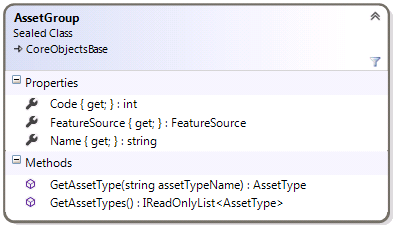 AssetGroup
Sealed Class
CoreObjectsBase
Properties
Code { get; } : int
FeatureSource { get; } : FeatureSource
Name { get; } : string
Methods
GetAssetType(string assetTypeName) : AssetType
GetAssetTypes() : IReadOnlyList<AssetType>